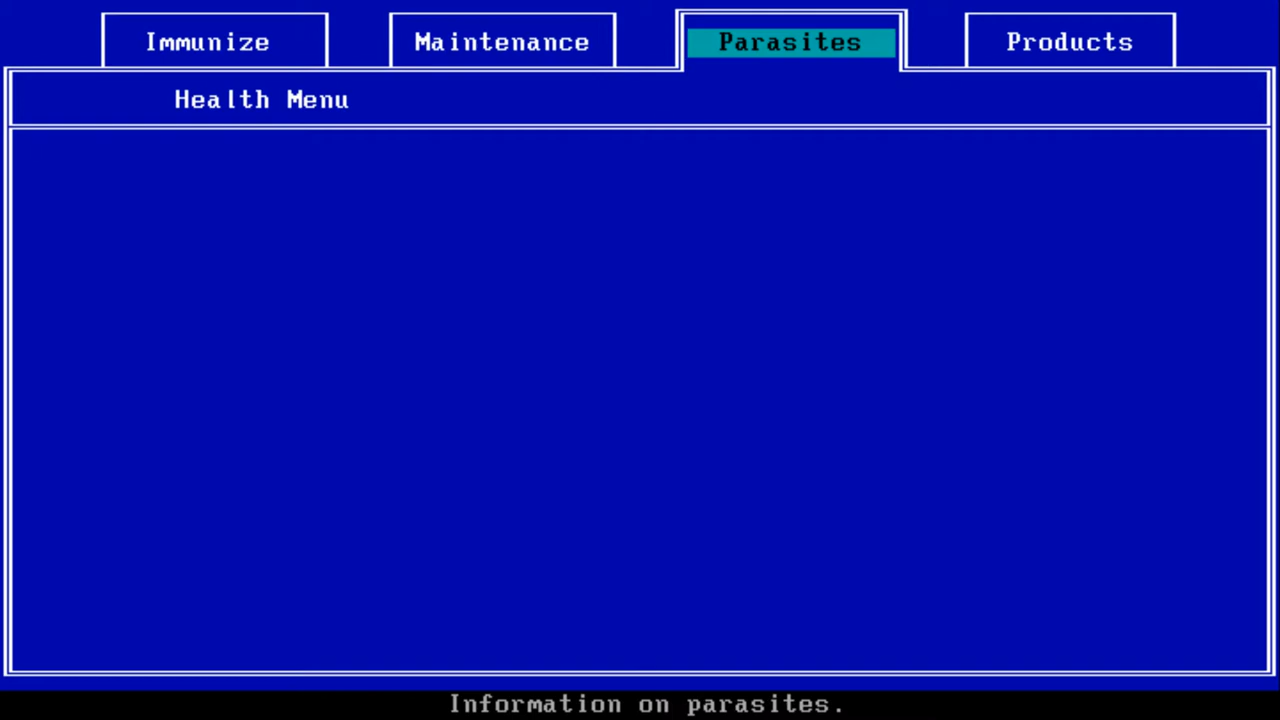 Immunize Maintenance Parasites Products
Health Menu
Information on parasites.